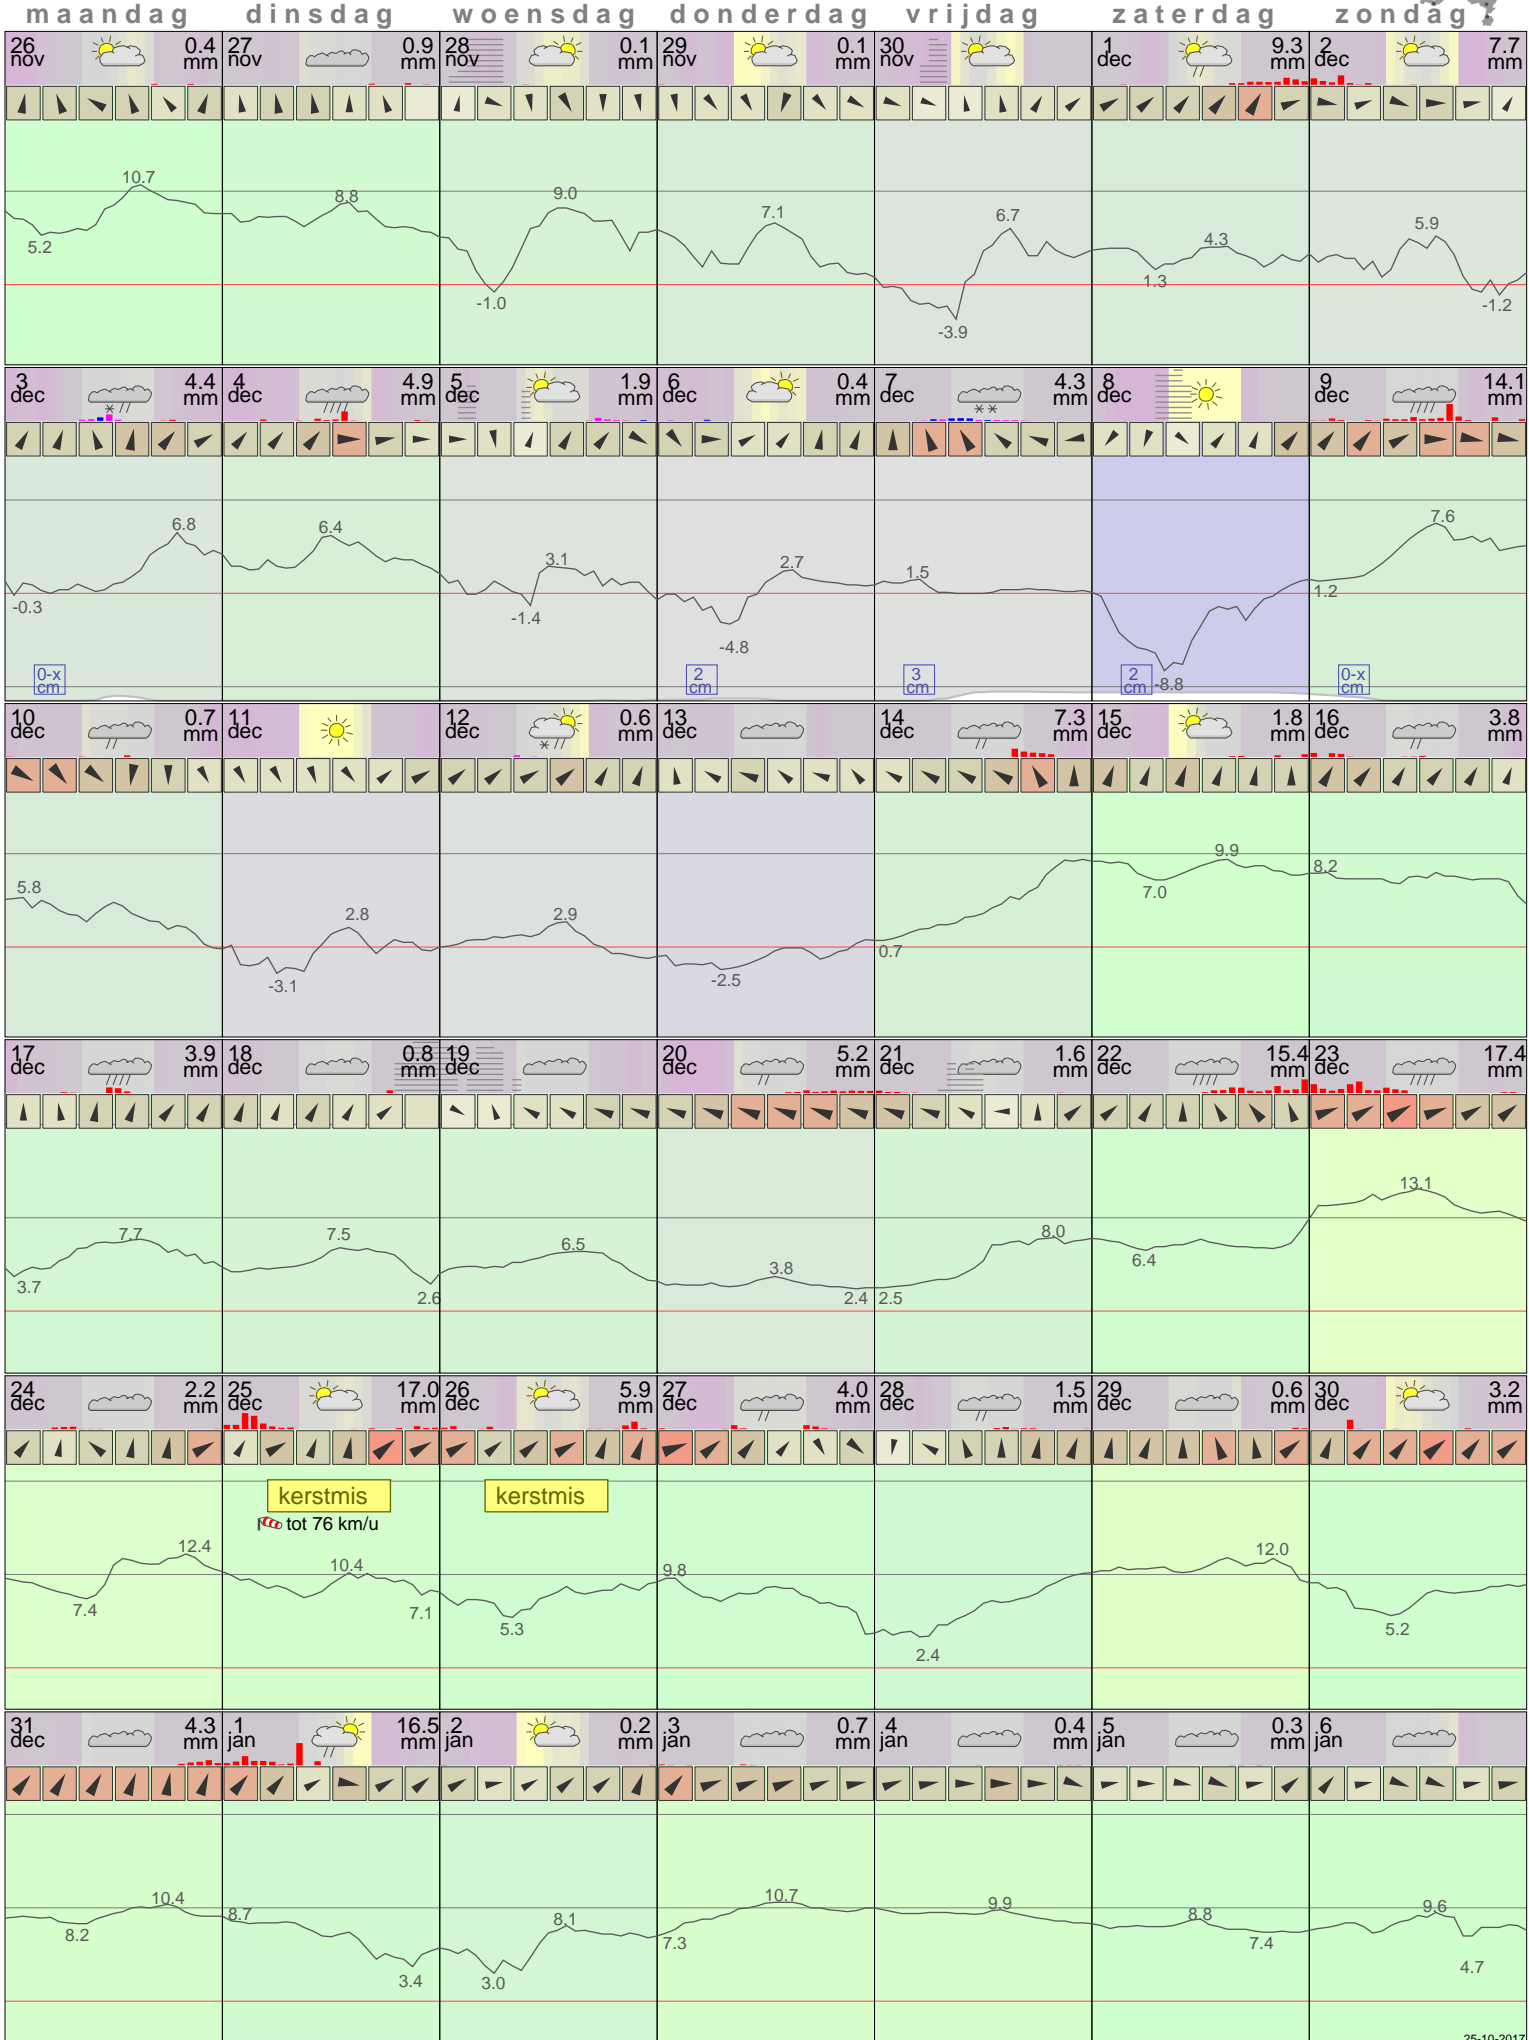 maandag dinsdag woensdag donderdag vrijdag zaterdag zondag
26 0.4 27 0.9 28 0.1 29 0.1 30 1 9.3 2 7.7
nov mm nov mm nov mm nov mm nov dec mm dec mm
10.7 8.8 9.0 7.1 6.7 4.3 5.9
5.2 -1.0 -3.9 1.3 -1.2
3 4.4 4 4.9 5 1.9 6 0.4 7 4.3 8 9 14.1
dec mm dec mm dec mm dec mm dec mm dec dec mm
6.8 6.4 3.1 2.7 1.5 7.6
-0.3 -1.4 -4.8 -8.8 1.2
0-x 2 3 2 0-x
cm cm cm cm cm
10 0.7 11 12 0.6 13 14 7.3 15 1.8 16 3.8
dec mm dec dec mm dec dec mm dec mm dec mm
5.8 2.8 2.9 9.9 8.2
-3.1 -2.5 0.7 7.0
17 3.9 18 0.8 19 20 5.2 21 1.6 22 15.4 23 17.4
dec mm dec mm dec dec mm dec mm dec mm dec mm
7.7 7.5 6.5 3.8 8.0 13.1
3.7 2.6 2.4 2.5 6.4
24 2.2 25 17.0 26 5.9 27 4.0 28 1.5 29 0.6 30 3.2
dec mm dec mm dec mm dec mm dec mm dec mm dec mm
kerstmis kerstmis
tot 76 km/u
12.4 10.4 9.8 12.0
7.4 7.1 5.3 2.4 5.2
31 4.3 1 16.5 2 0.2 3 0.7 4 0.4 5 0.3 6
dec mm jan mm jan mm jan mm jan mm jan mm jan
10.4 8.7 8.1 10.7 9.9 8.8 9.6
8.2 3.4 3.0 7.3 7.4 4.7
25-10-2017